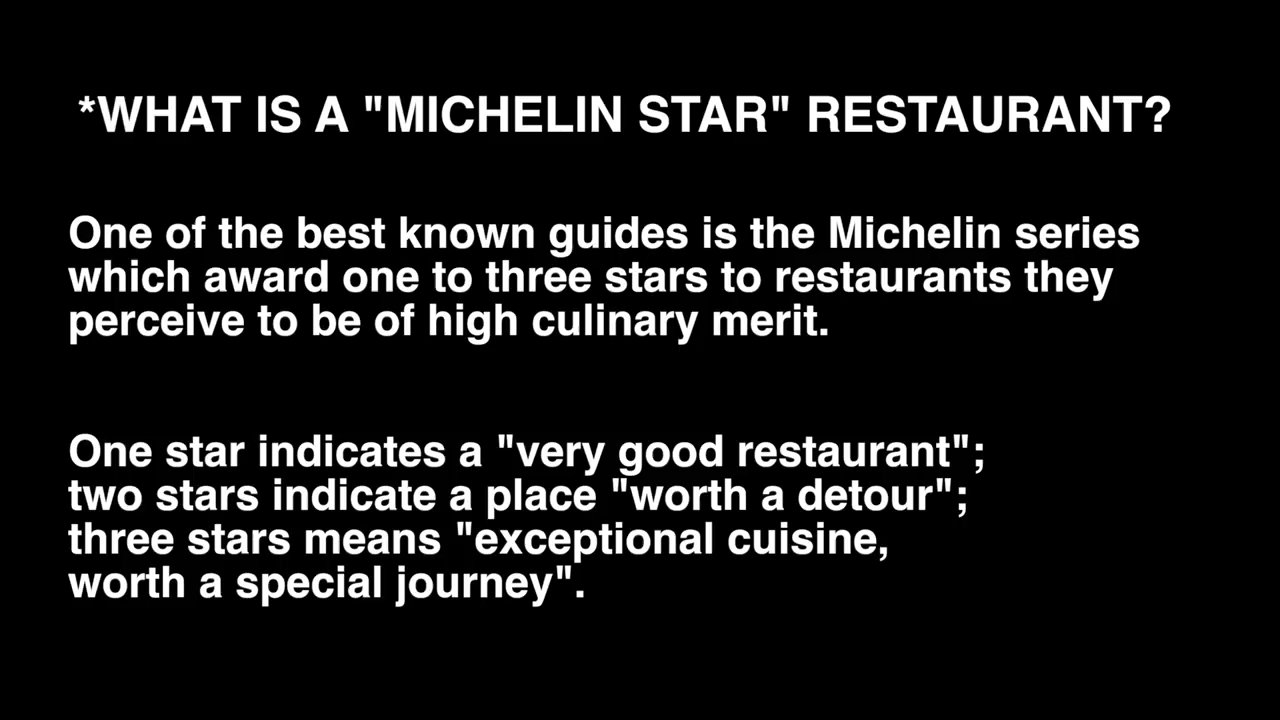 *WHAT IS A "MICHELIN STAR" RESTAURANT?
One of the best known guides is the Michelin series
which award one to three stars to restaurants they
perceive to be of high culinary merit.
One star indicates a "very good restaurant";
two stars indicate a place "worth a detour";
three stars means "exceptional cuisine,
worth a special journey".